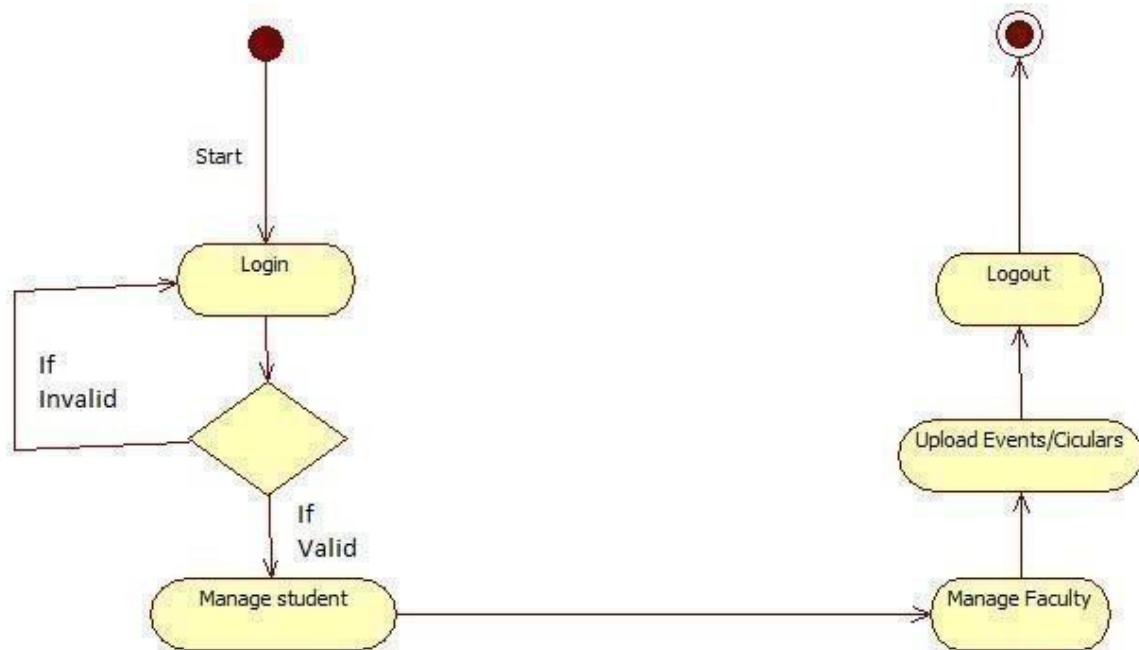 Start
Login
If
Invalid
If
Valid
Manage student
Manage Faculty
Upload Events/Ciculars
Logout